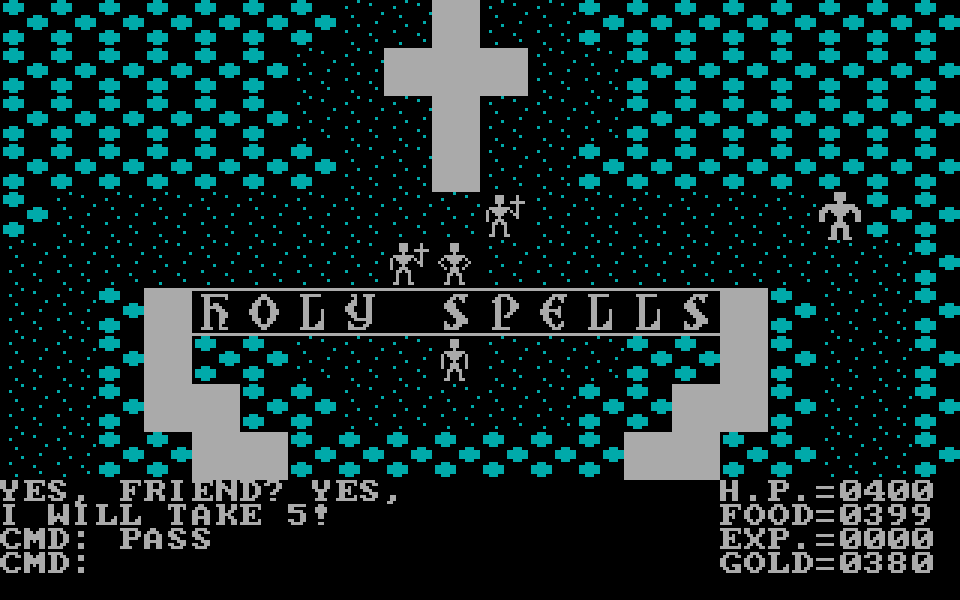 HOLY SPELLS
YES, FRIEND? YES,
I WILL TAKE 5!
CMD: PASS
CMD:
H.P.=0400
FOOD=0399
EXP.=0000
GOLD=0380